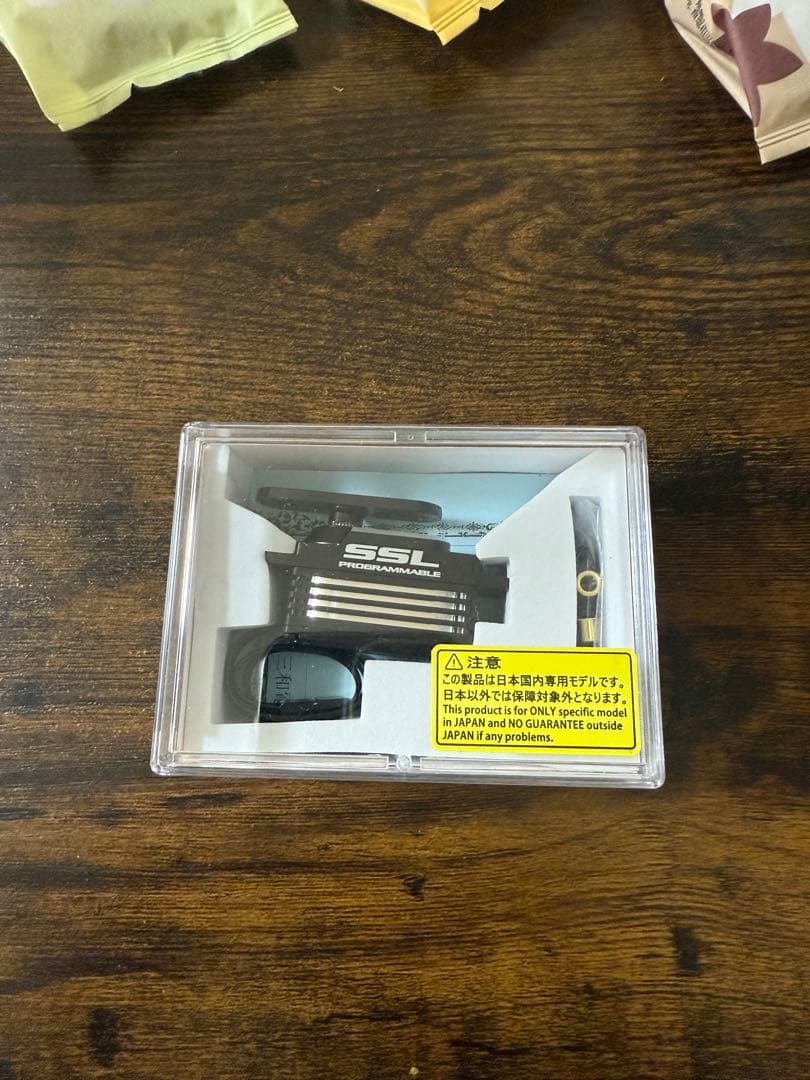 SSL
PROGRAMMABLE
三和
⚠ 注意
この製品は日本国内専用モデルです。
日本以外では保障対象外となります。
This product is for ONLY specific model
in JAPAN and NO GUARANTEE outside
JAPAN if any problems.